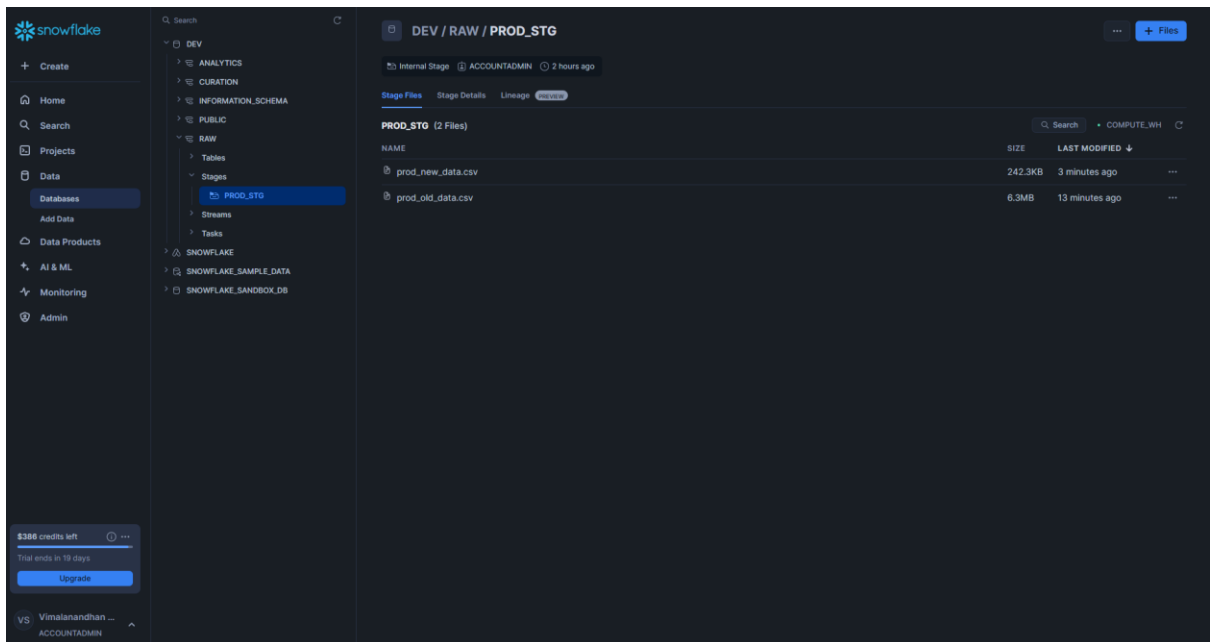 snowflake
+ Create
Home
Search
Projects
Data
Databases
Add Data
Data Products
AI & ML
Monitoring
Admin
$386 credits left
Trial ends in 19 days
Upgrade
VS Vimalanandhan ...
ACCOUNTADMIN
Search
DEV
ANALYTICS
CURATION
INFORMATION_SCHEMA
PUBLIC
RAW
Tables
Stages
PROD_STG
Streams
Tasks
SNOWFLAKE
SNOWFLAKE_SAMPLE_DATA
SNOWFLAKE_SANDBOX_DB
DEV / RAW / PROD_STG
... + Files
Internal Stage ACCOUNTADMIN 2 hours ago
Stage Files Stage Details Lineage PREVIEW
PROD_STG (2 Files) Search COMPUTE_WH
NAME SIZE LAST MODIFIED ↓
prod_new_data.csv 242.3KB 3 minutes ago ...
prod_old_data.csv 6.3MB 13 minutes ago ...